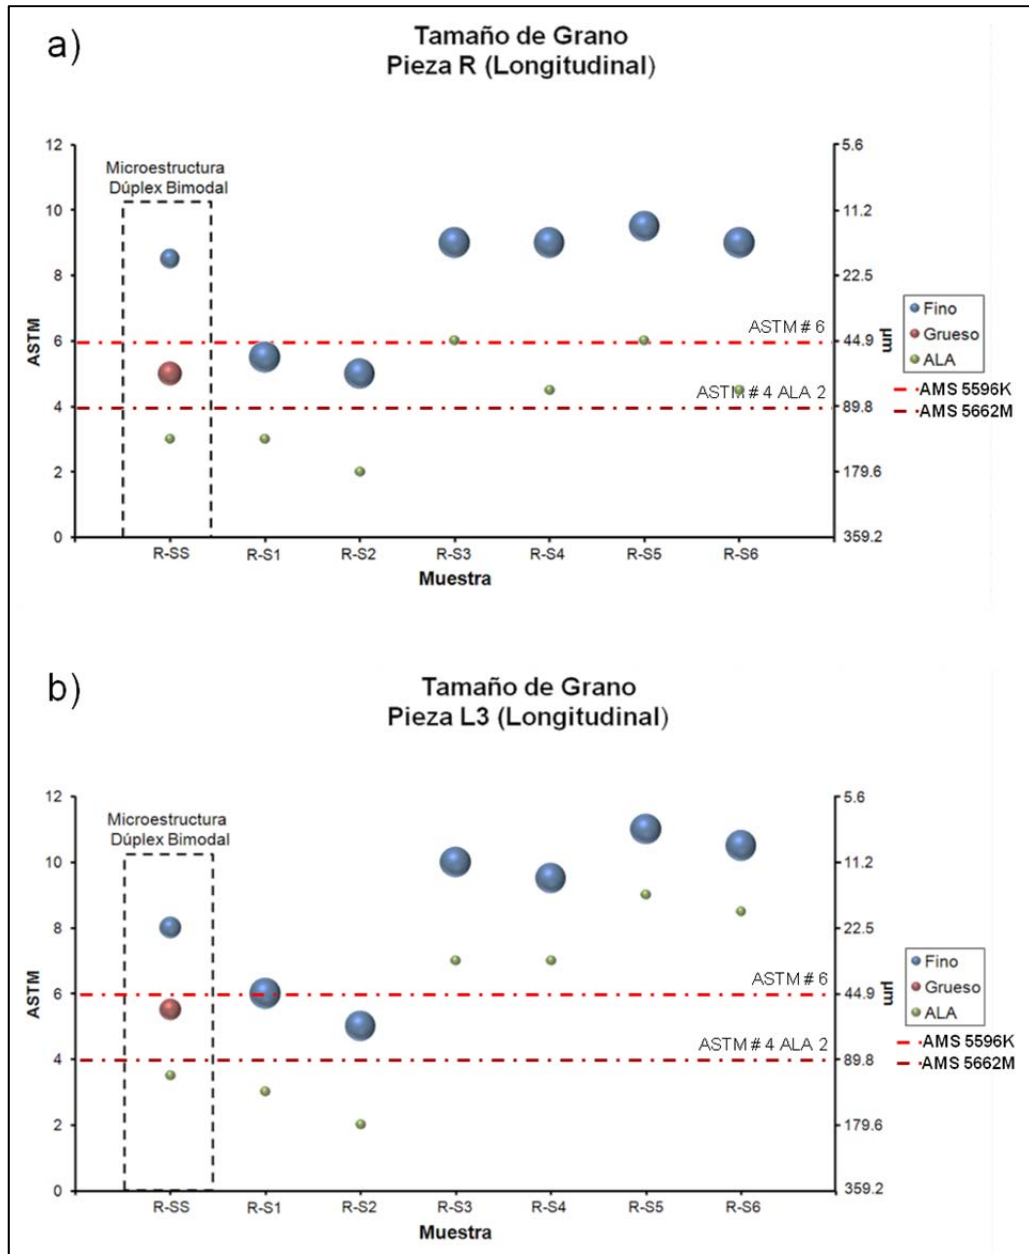 a)
Tamaño de Grano
Pieza R (Longitudinal)
Microestructura
Dúplex Bimodal
12
10
8
6
4
2
0
ASTM
5.6
11.2
22.5
44.9
89.8
179.6
359.2
µm
ASTM # 6
ASTM # 4 ALA 2
Fino
Grueso
ALA
AMS 5596K
AMS 5662M
R-SS R-S1 R-S2 R-S3 R-S4 R-S5 R-S6
Muestra
b)
Tamaño de Grano
Pieza L3 (Longitudinal)
Microestructura
Dúplex Bimodal
12
10
8
6
4
2
0
ASTM
5.6
11.2
22.5
44.9
89.8
179.6
359.2
µm
ASTM # 6
ASTM # 4 ALA 2
Fino
Grueso
ALA
AMS 5596K
AMS 5662M
R-SS R-S1 R-S2 R-S3 R-S4 R-S5 R-S6
Muestra